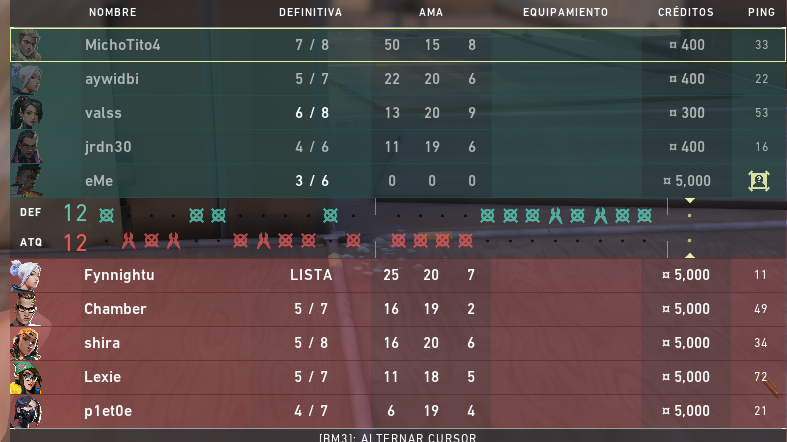 NOMBRE DEFINITIVA AMA EQUIPAMIENTO CRÉDITOS PING
MichoTito4 7 / 8 50 15 8 ¤ 400 33
aywidbi 5 / 7 22 20 6 ¤ 400 22
valss 6 / 8 13 20 9 ¤ 300 53
jrdn30 4 / 6 11 19 6 ¤ 400 16
eMe 3 / 6 0 0 0 ¤ 5,000 ?
DEF 12
ATQ 12
Fynnightu LISTA 25 20 7 ¤ 5,000 11
Chamber 5 / 7 16 19 2 ¤ 5,000 49
shira 5 / 8 16 20 6 ¤ 5,000 34
Lexie 5 / 7 11 18 5 ¤ 5,000 72
p1et0e 4 / 7 6 19 4 ¤ 5,000 21
[BM3]: ALTERNAR CURSOR